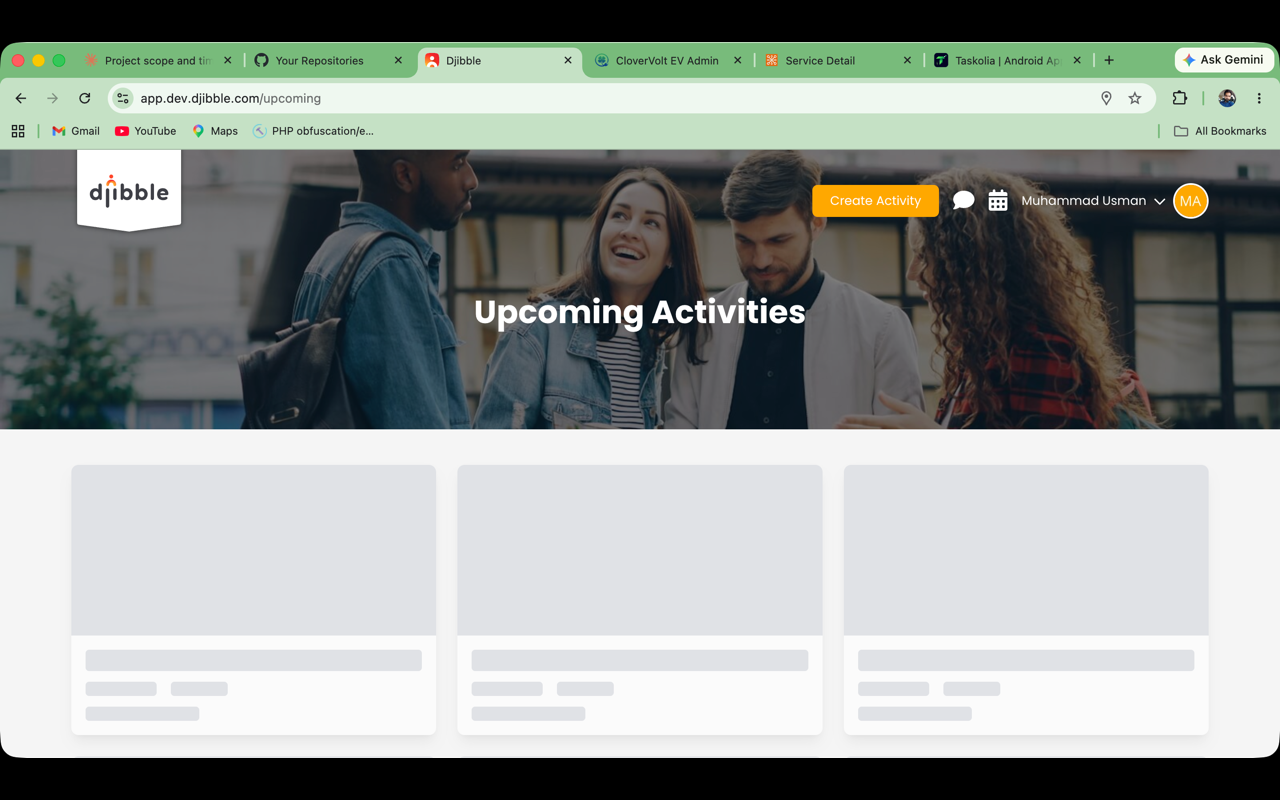 Project scope and tim
Your Repositories
Djibble
CloverVolt EV Admin
Service Detail
Taskolia | Android Ap
Ask Gemini
app.dev.djibble.com/upcoming
Gmail
YouTube
Maps
PHP obfuscation/e...
All Bookmarks
djibble
Create Activity
Muhammad Usman
MA
Upcoming Activities